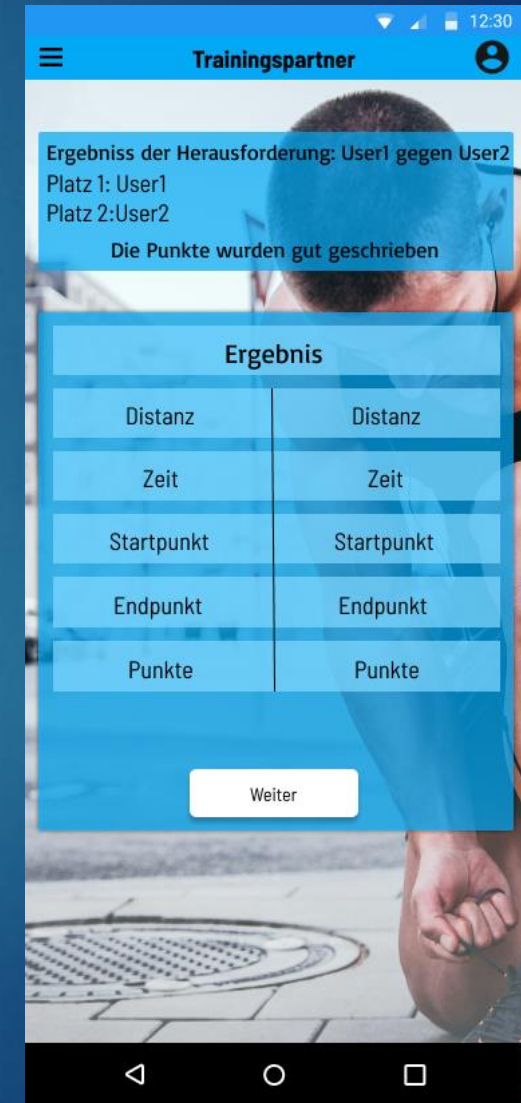 12:30
Trainingspartner
Ergebniss der Herausforderung: User1 gegen User2
Platz 1: User1
Platz 2:User2
Die Punkte wurden gut geschrieben
Ergebnis
Distanz Distanz
Zeit Zeit
Startpunkt Startpunkt
Endpunkt Endpunkt
Punkte Punkte
Weiter